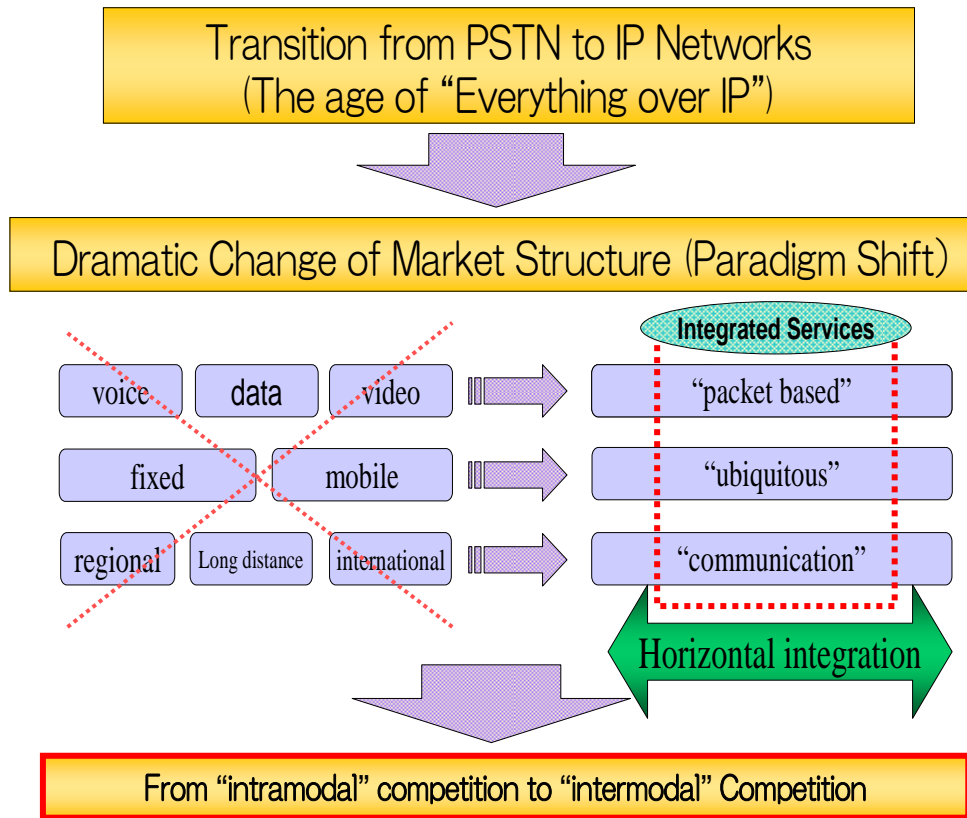 Transition from PSTN to IP Networks
(The age of “Everything over IP”)
Dramatic Change of Market Structure (Paradigm Shift)
Integrated Services
voice data video “packet based”
fixed mobile “ubiquitous”
regional Long distance international “communication”
Horizontal integration
From “intramodal” competition to “intermodal” Competition